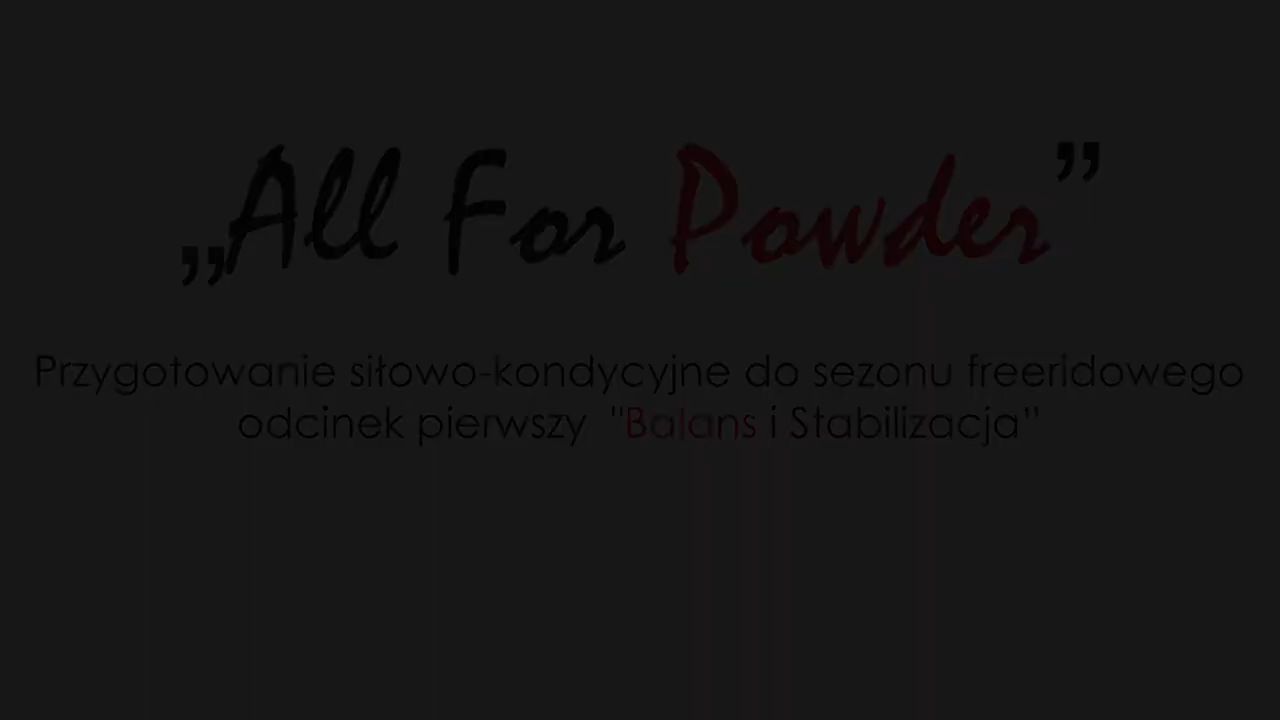 „All For Powder”
Przygotowanie siłowo-kondycyjne do sezonu freeridowego
odcinek pierwszy "Balans i Stabilizacja"